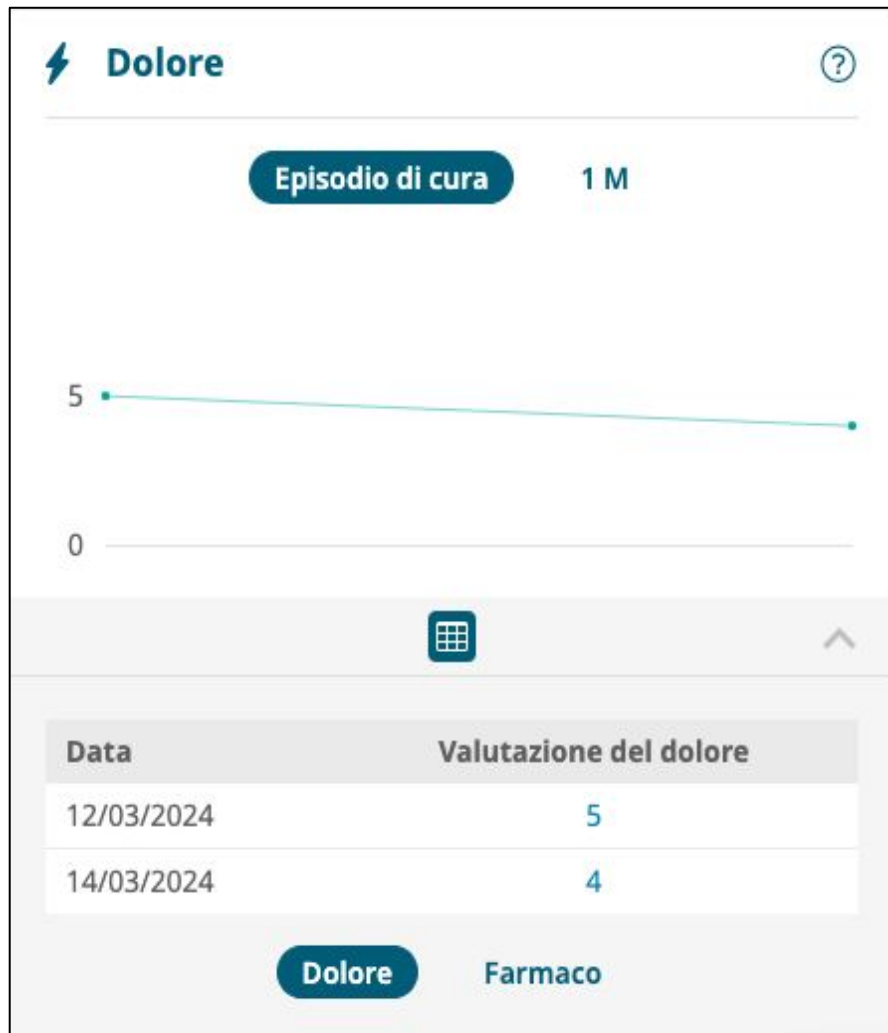 Dolore ?
Episodio di cura 1 M
5
0
Data Valutazione del dolore
12/03/2024 5
14/03/2024 4
Dolore Farmaco